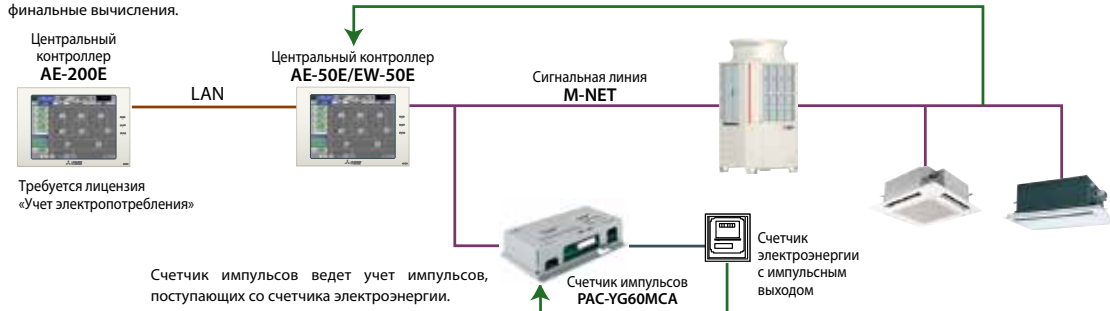 финальные вычисления.
Центральный
контроллер
AE-200E
LAN
Центральный контроллер
AE-50E/EW-50E
Сигнальная линия
M-NET
Требуется лицензия
«Учет электропотребления»
Счетчик импульсов ведет учет импульсов,
поступающих со счетчика электроэнергии.
Счетчик импульсов
PAC-YG60MCA
Счетчик
электроэнергии
с импульсным
выходом